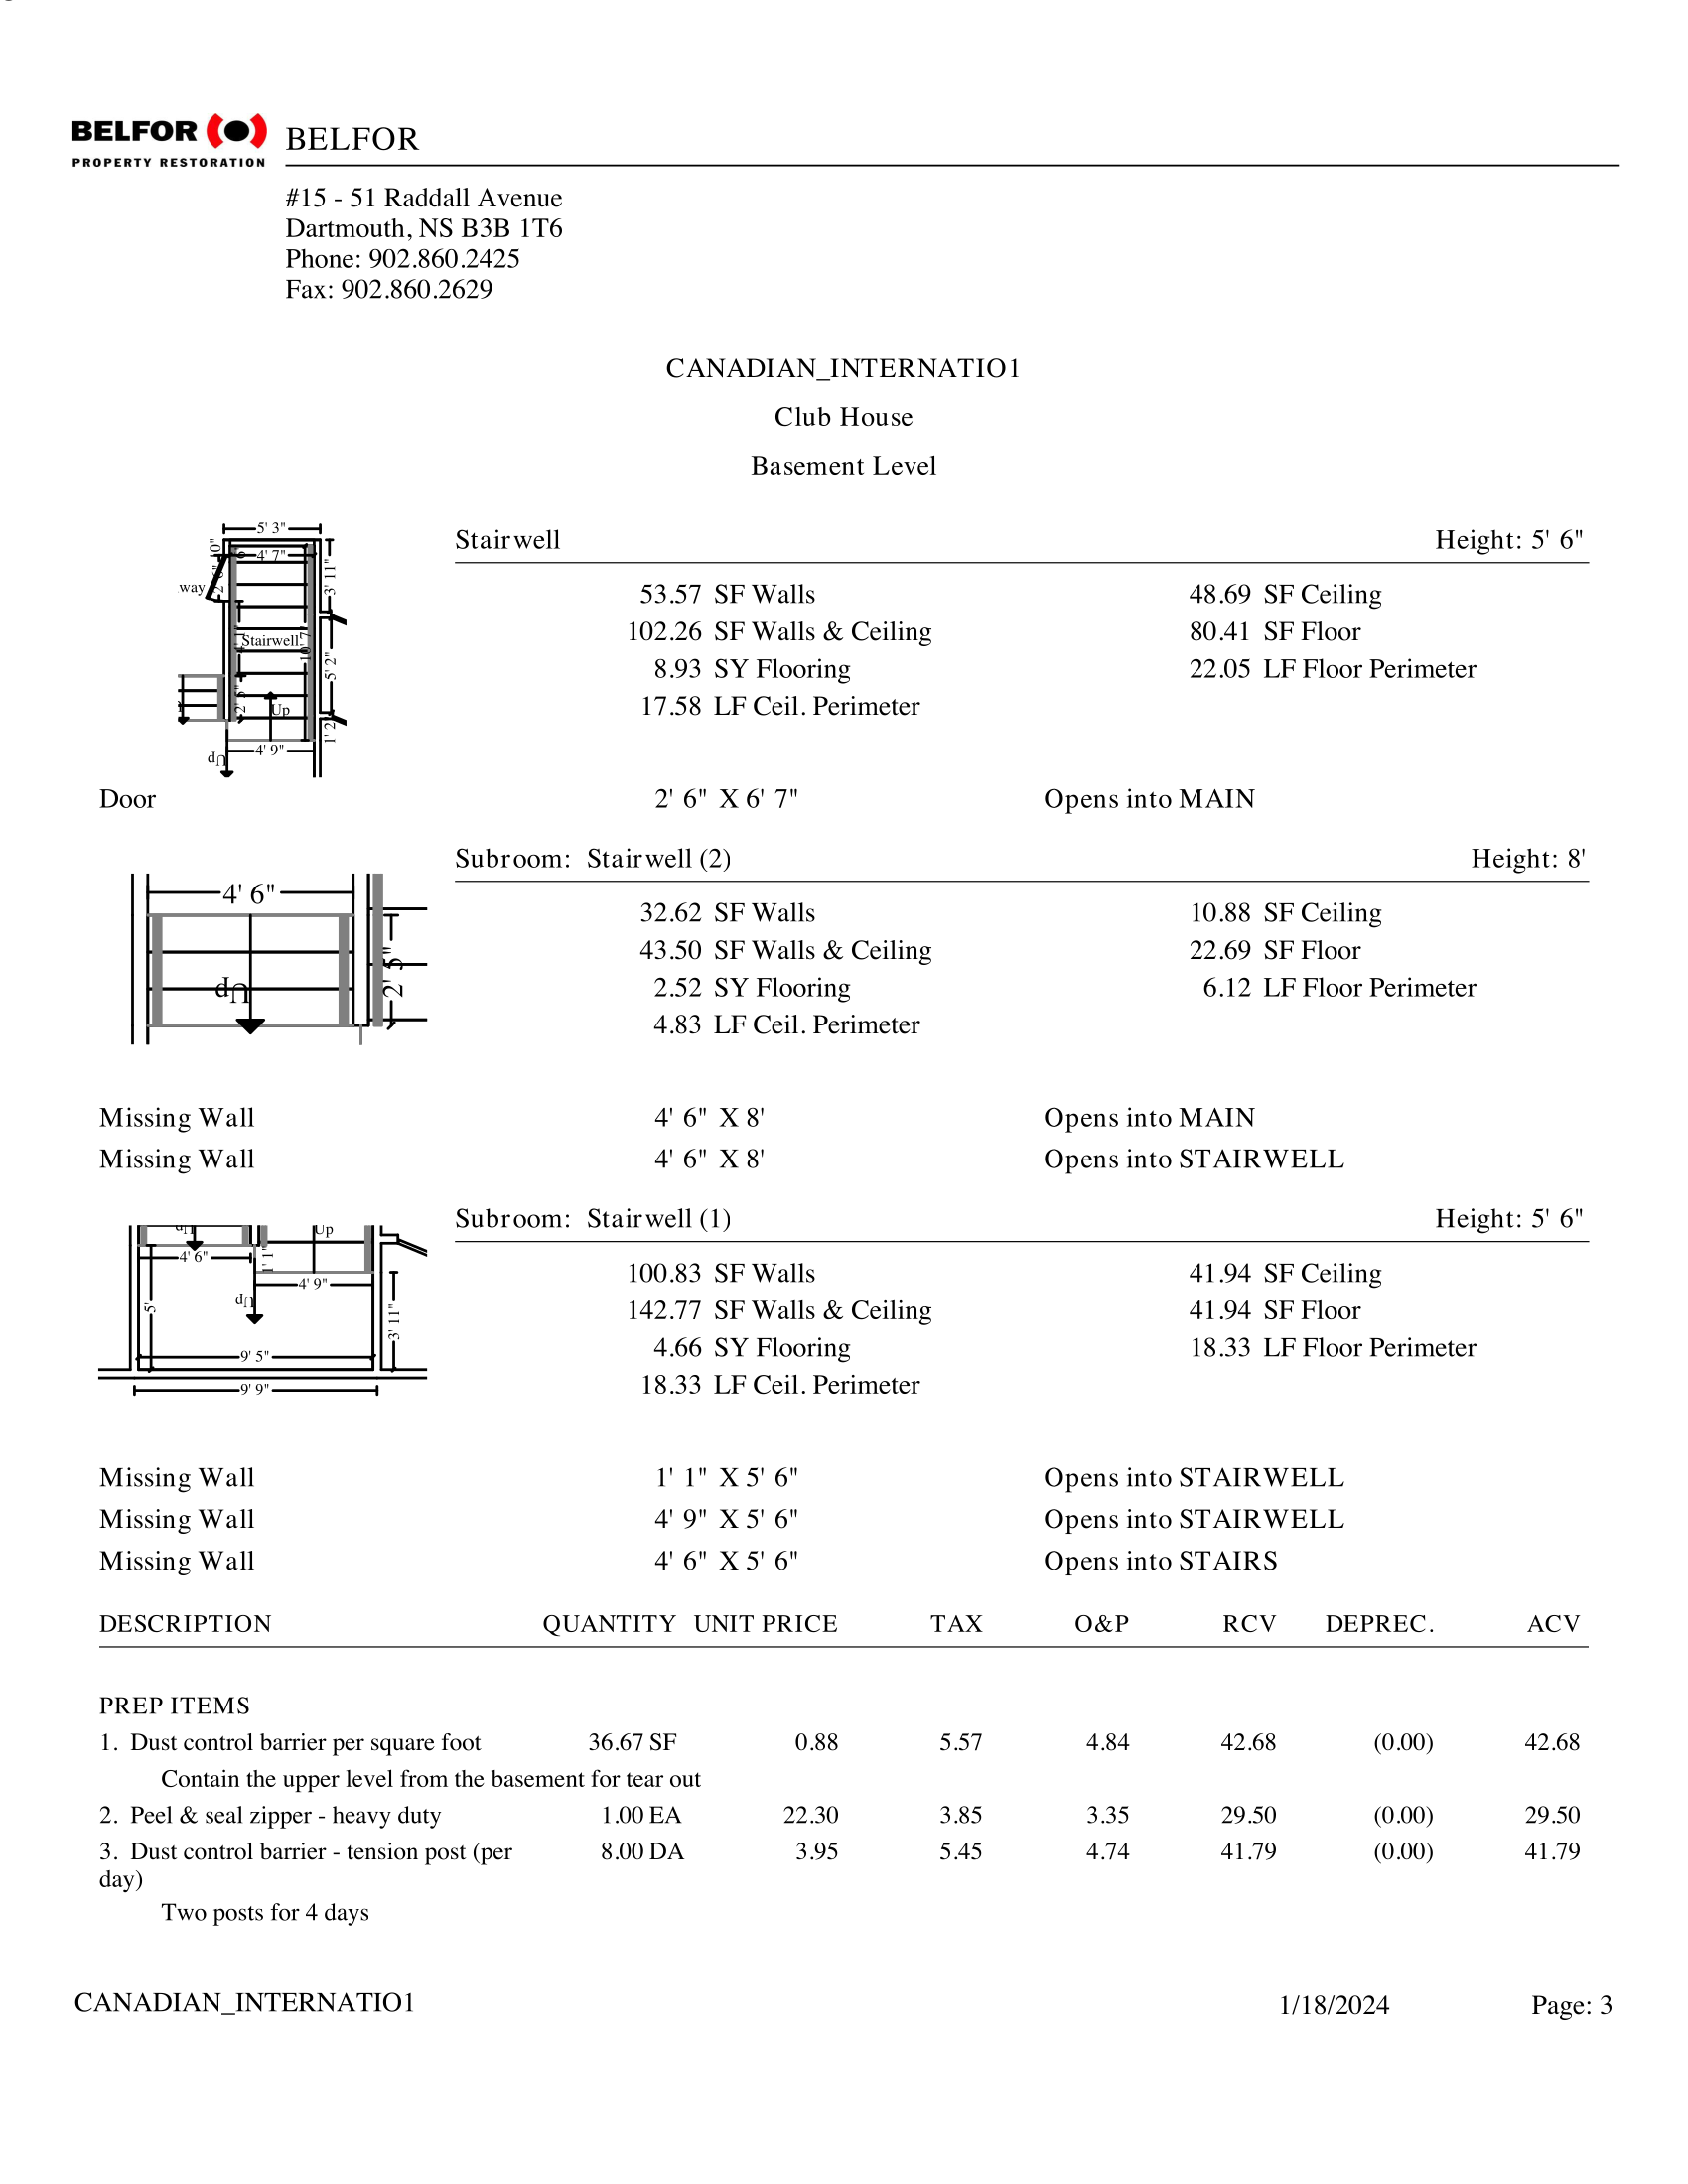 BELFOR
PROPERTY RESTORATION
BELFOR
#15 - 51 Raddall Avenue
Dartmouth, NS B3B 1T6
Phone: 902.860.2425
Fax: 902.860.2629
CANADIAN_INTERNATIO1
Club House
Basement Level
5' 3"
4' 7"
3' 11"
way
Stairwell
5' 2"
Up
4' 9"
1' 2"
Up
Stairwell Height: 5' 6"
53.57 SF Walls 48.69 SF Ceiling
102.26 SF Walls & Ceiling 80.41 SF Floor
8.93 SY Flooring 22.05 LF Floor Perimeter
17.58 LF Ceil. Perimeter
Door 2' 6" X 6' 7" Opens into MAIN
4' 6"
2' 5"
Up
Subroom: Stairwell (2) Height: 8'
32.62 SF Walls 10.88 SF Ceiling
43.50 SF Walls & Ceiling 22.69 SF Floor
2.52 SY Flooring 6.12 LF Floor Perimeter
4.83 LF Ceil. Perimeter
Missing Wall 4' 6" X 8' Opens into MAIN
Missing Wall 4' 6" X 8' Opens into STAIRWELL
Up
4' 6"
1' 1"
4' 9"
Up
5'
3' 11"
9' 5"
9' 9"
Subroom: Stairwell (1) Height: 5' 6"
100.83 SF Walls 41.94 SF Ceiling
142.77 SF Walls & Ceiling 41.94 SF Floor
4.66 SY Flooring 18.33 LF Floor Perimeter
18.33 LF Ceil. Perimeter
Missing Wall 1' 1" X 5' 6" Opens into STAIRWELL
Missing Wall 4' 9" X 5' 6" Opens into STAIRWELL
Missing Wall 4' 6" X 5' 6" Opens into STAIRS
DESCRIPTION QUANTITY UNIT PRICE TAX O&P RCV DEPREC. ACV
PREP ITEMS
1. Dust control barrier per square foot 36.67 SF 0.88 5.57 4.84 42.68 (0.00) 42.68
Contain the upper level from the basement for tear out
2. Peel & seal zipper - heavy duty 1.00 EA 22.30 3.85 3.35 29.50 (0.00) 29.50
3. Dust control barrier - tension post (per 8.00 DA 3.95 5.45 4.74 41.79 (0.00) 41.79
day)
Two posts for 4 days
CANADIAN_INTERNATIO1 1/18/2024 Page: 3